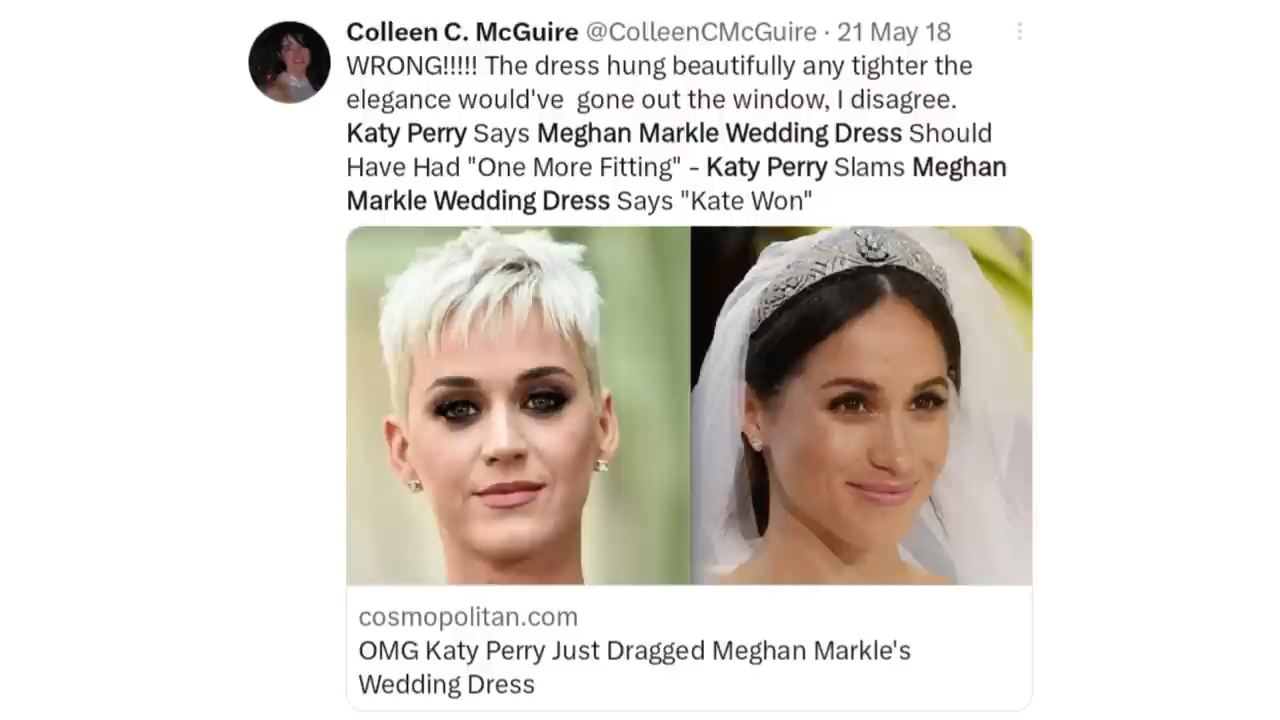 Colleen C. McGuire @ColleenCMcGuire · 21 May 18
WRONG!!!!! The dress hung beautifully any tighter the
elegance would've  gone out the window, I disagree.
Katy Perry Says Meghan Markle Wedding Dress Should
Have Had "One More Fitting" - Katy Perry Slams Meghan
Markle Wedding Dress Says "Kate Won"
cosmopolitan.com
OMG Katy Perry Just Dragged Meghan Markle's
Wedding Dress